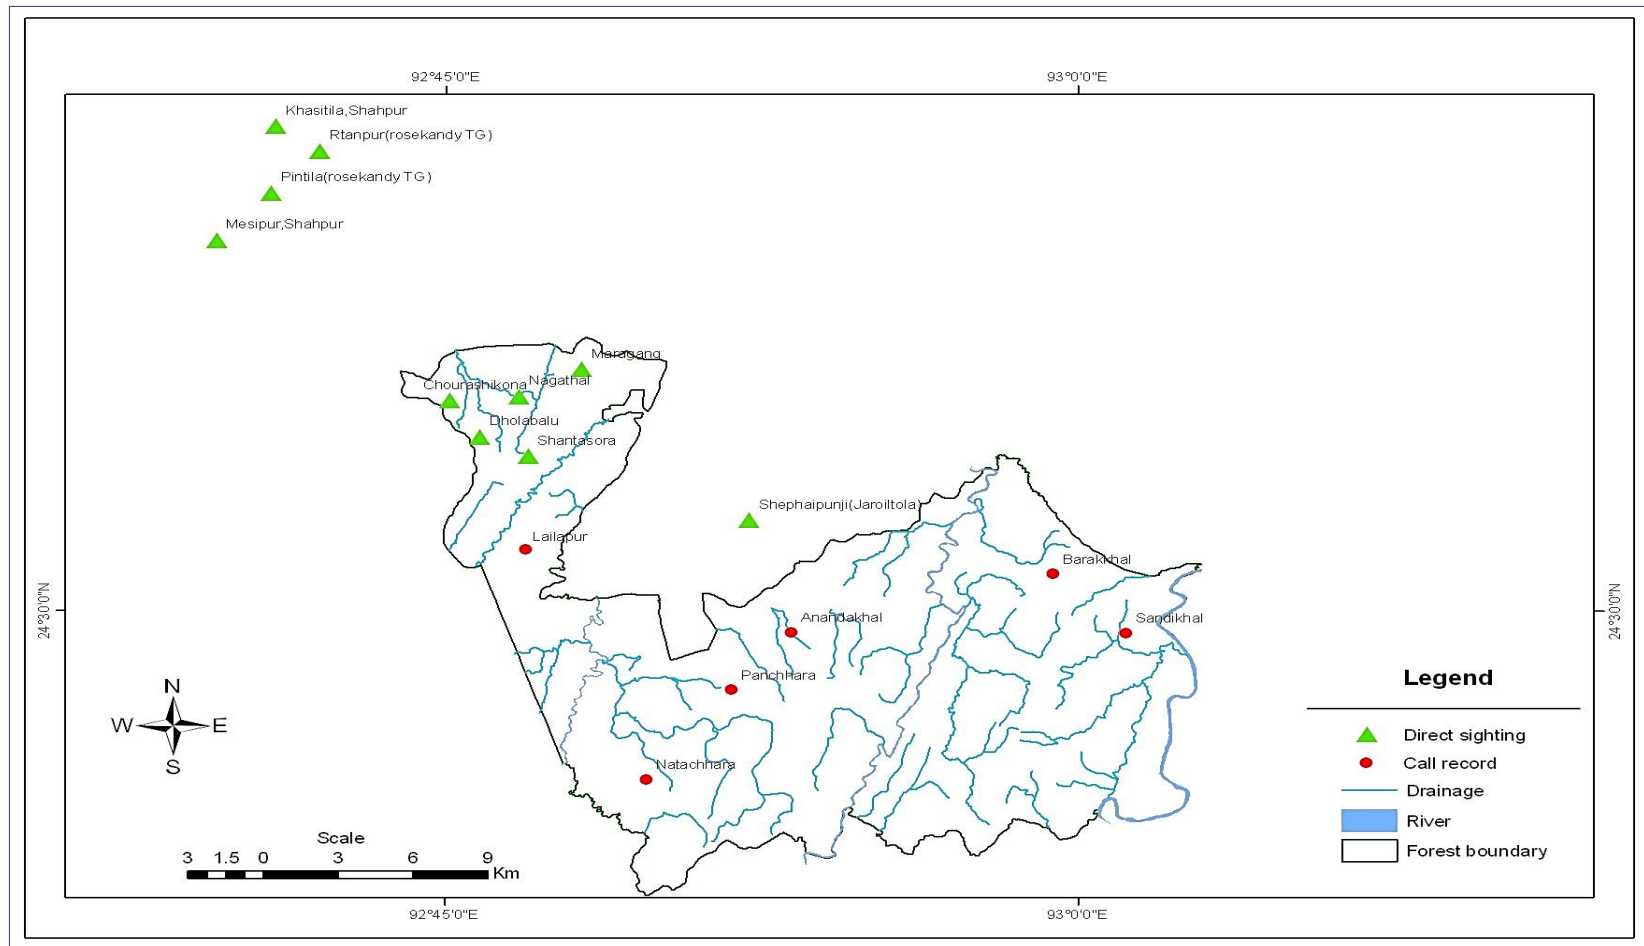 92°45'0"E
93°0'0"E
Khasitila,Shahpur
Rtanpur(rosekandy TG)
Pintila(rosekandy TG)
Mesipur,Shahpur
Maragang
Nagathal
Chourashikona
Dholabalu
Shantasora
Shephaipunji(Jaroiltola)
Lailapur
Barakkhal
24°30'0"N
24°30'0"N
Anandakhal
Sandikhal
Panchhara
Natachhara
N
W
E
S
Legend
Direct sighting
Call record
Drainage
River
Forest boundary
Scale
3 1.5 0 3 6 9
Km
92°45'0"E
93°0'0"E